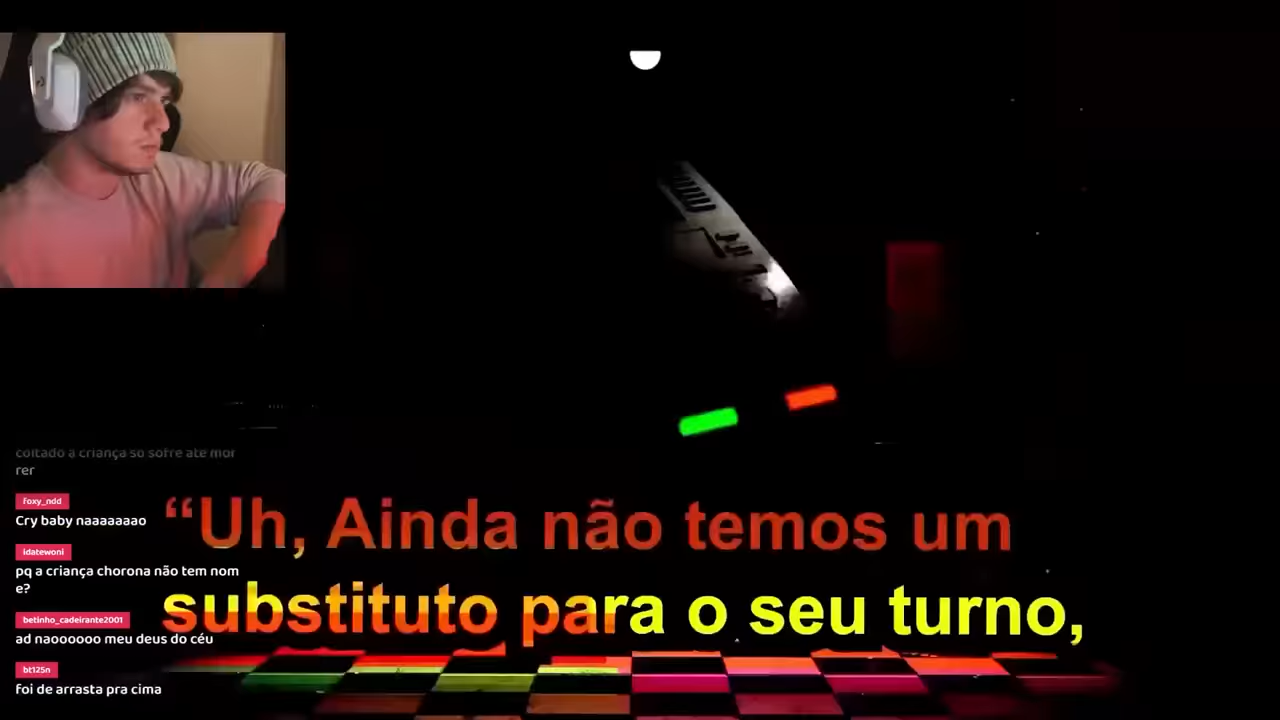 coitado a criança so sofre ate mor
rer
foxy_ndd
Cry baby naaaaaaao
idatewoni
pq a criança chorona não tem nom
e?
betinho_cadeirante2001
ad naoooooo meu deus do céu
bt125n
foi de arrasta pra cima
“Uh, Ainda não temos um
substituto para o seu turno,